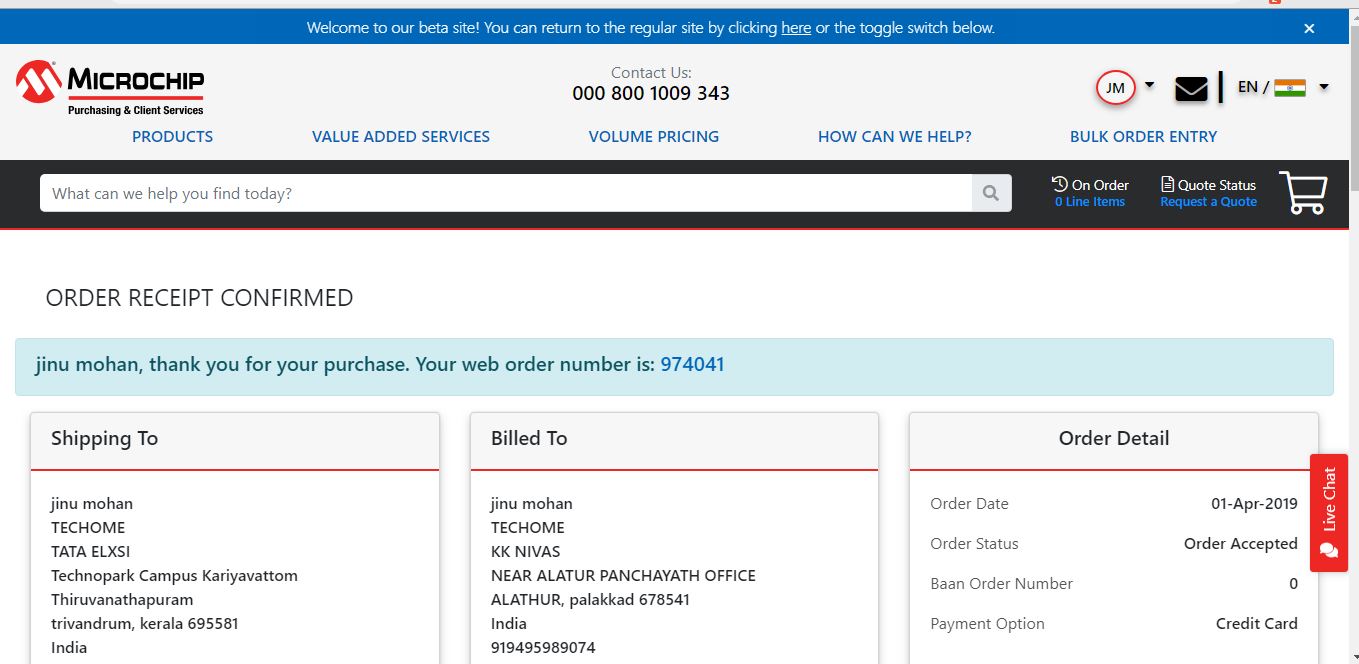 Welcome to our beta site! You can return to the regular site by clicking here or the toggle switch below.
MICROCHIP
Purchasing & Client Services
Contact Us:
000 800 1009 343
JM
EN /
PRODUCTS
VALUE ADDED SERVICES
VOLUME PRICING
HOW CAN WE HELP?
BULK ORDER ENTRY
What can we help you find today?
On Order
0 Line Items
Quote Status
Request a Quote
ORDER RECEIPT CONFIRMED
jinu mohan, thank you for your purchase. Your web order number is: 974041
Shipping To
jinu mohan
TECHOME
TATA ELXSI
Technopark Campus Kariyavattom
Thiruvanathapuram
trivandrum, kerala 695581
India
Billed To
jinu mohan
TECHOME
KK NIVAS
NEAR ALATUR PANCHAYATH OFFICE
ALATHUR, palakkad 678541
India
919495989074
Order Detail
Order Date 01-Apr-2019
Order Status Order Accepted
Baan Order Number 0
Payment Option Credit Card
Live Chat